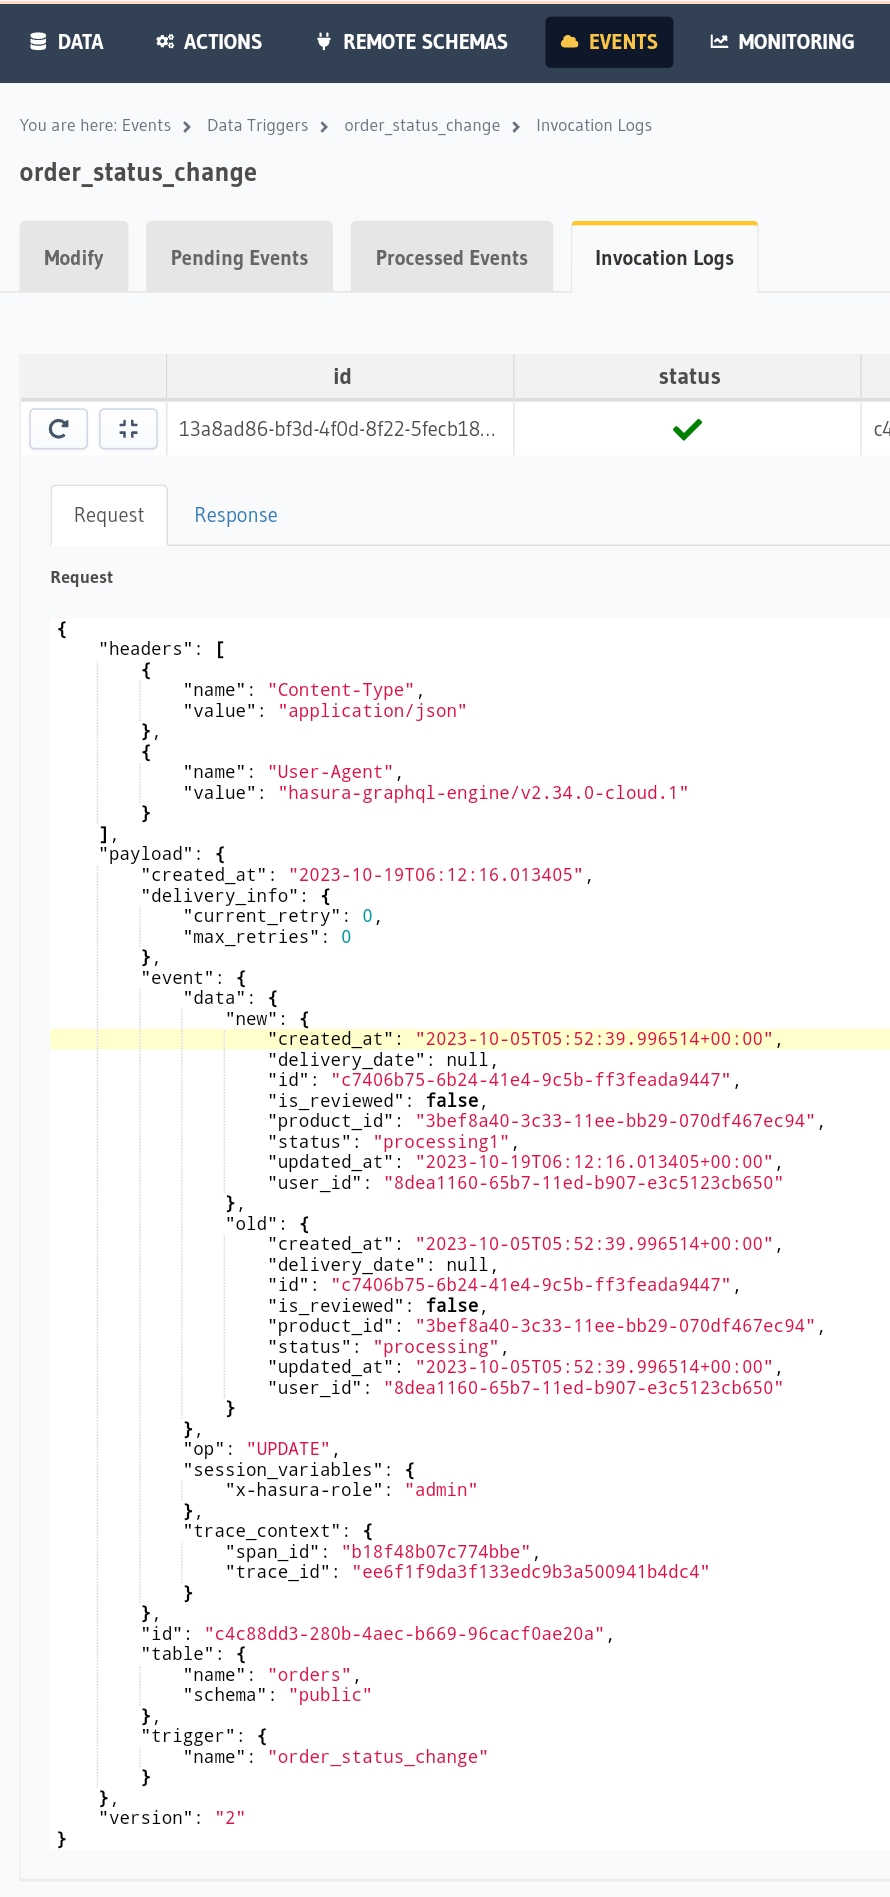 DATA ACTIONS REMOTE SCHEMAS EVENTS MONITORING
You are here: Events Data Triggers order_status_change Invocation Logs
order_status_change
Modify Pending Events Processed Events Invocation Logs
id status
13a8ad86-bf3d-4f0d-8f22-5fecb18... c4
Request Response
Request
{
"headers": [
{
"name": "Content-Type",
"value": "application/json"
},
{
"name": "User-Agent",
"value": "hasura-graphql-engine/v2.34.0-cloud.1"
}
],
"payload": {
"created_at": "2023-10-19T06:12:16.013405",
"delivery_info": {
"current_retry": 0,
"max_retries": 0
},
"event": {
"data": {
"new": {
"created_at": "2023-10-05T05:52:39.996514+00:00",
"delivery_date": null,
"id": "c7406b75-6b24-41e4-9c5b-ff3feada9447",
"is_reviewed": false,
"product_id": "3bef8a40-3c33-11ee-bb29-070df467ec94",
"status": "processing1",
"updated_at": "2023-10-19T06:12:16.013405+00:00",
"user_id": "8dea1160-65b7-11ed-b907-e3c5123cb650"
},
"old": {
"created_at": "2023-10-05T05:52:39.996514+00:00",
"delivery_date": null,
"id": "c7406b75-6b24-41e4-9c5b-ff3feada9447",
"is_reviewed": false,
"product_id": "3bef8a40-3c33-11ee-bb29-070df467ec94",
"status": "processing",
"updated_at": "2023-10-05T05:52:39.996514+00:00",
"user_id": "8dea1160-65b7-11ed-b907-e3c5123cb650"
}
},
"op": "UPDATE",
"session_variables": {
"x-hasura-role": "admin"
},
"trace_context": {
"span_id": "b18f48b07c774bbe",
"trace_id": "ee6f1f9da3f133edc9b3a500941b4dc4"
}
},
"id": "c4c88dd3-280b-4aec-b669-96cacf0ae20a",
"table": {
"name": "orders",
"schema": "public"
},
"trigger": {
"name": "order_status_change"
}
},
"version": "2"
}